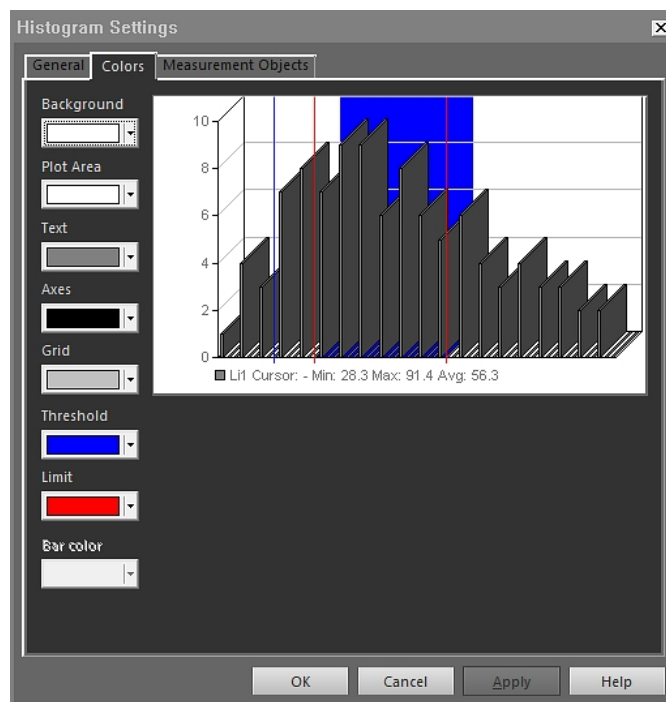 Histogram Settings
General Colors Measurement Objects
Background
Plot Area
Text
Axes
Grid
Threshold
Limit
Bar color
10
8
6
4
2
0
Li1 Cursor: - Min: 28.3 Max: 91.4 Avg: 56.3
OK Cancel Apply Help